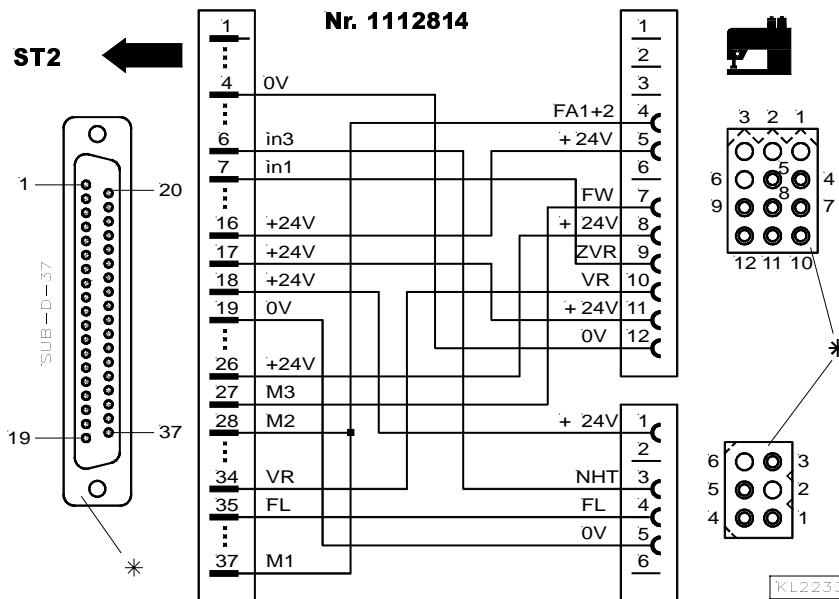 Nr. 1112814
ST2
1
20
SUB-D-37
19
37
1
4 0V
6 in3
7 in1
16 +24V
17 +24V
18 +24V
19 0V
26 +24V
27 M3
28 M2
34 VR
35 FL
37 M1
1
2
3
FA1+2 4
+24V 5
6
FW 7
+ 24V 8
ZVR 9
VR 10
+24V 11
0V 12
+ 24V 1
2
NHT 3
FL 4
0V 5
6
3 2 1
6 5 4
9 8 7
12 11 10
6 3
5 2
4 1